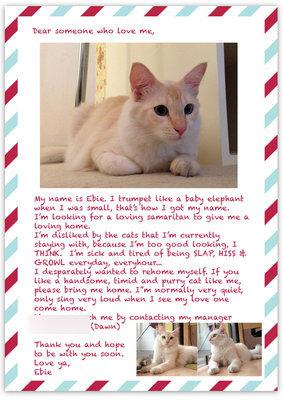 Dear someone who love me,
My name is Ebie. I trumpet like a baby elephant
when I was small, that's how I got my name.
I'm looking for a loving samaritan to give me a
loving home.
I'm disliked by the cats that I'm currently
staying with, because I'm too good looking, I
THINK. I'm sick and tired of being SLAP, HISS &
GROWL everyday, everyhour...
I desparately wanted to rehome myself. If you
like a handsome, timid and purry cat like me,
please bring me home. I'm normally very quiet,
only sing very loud when I see my love one
come home.
me by contacting my manager
(Dawn)
Thank you and hope
to be with you soon.
Love ya,
Ebie